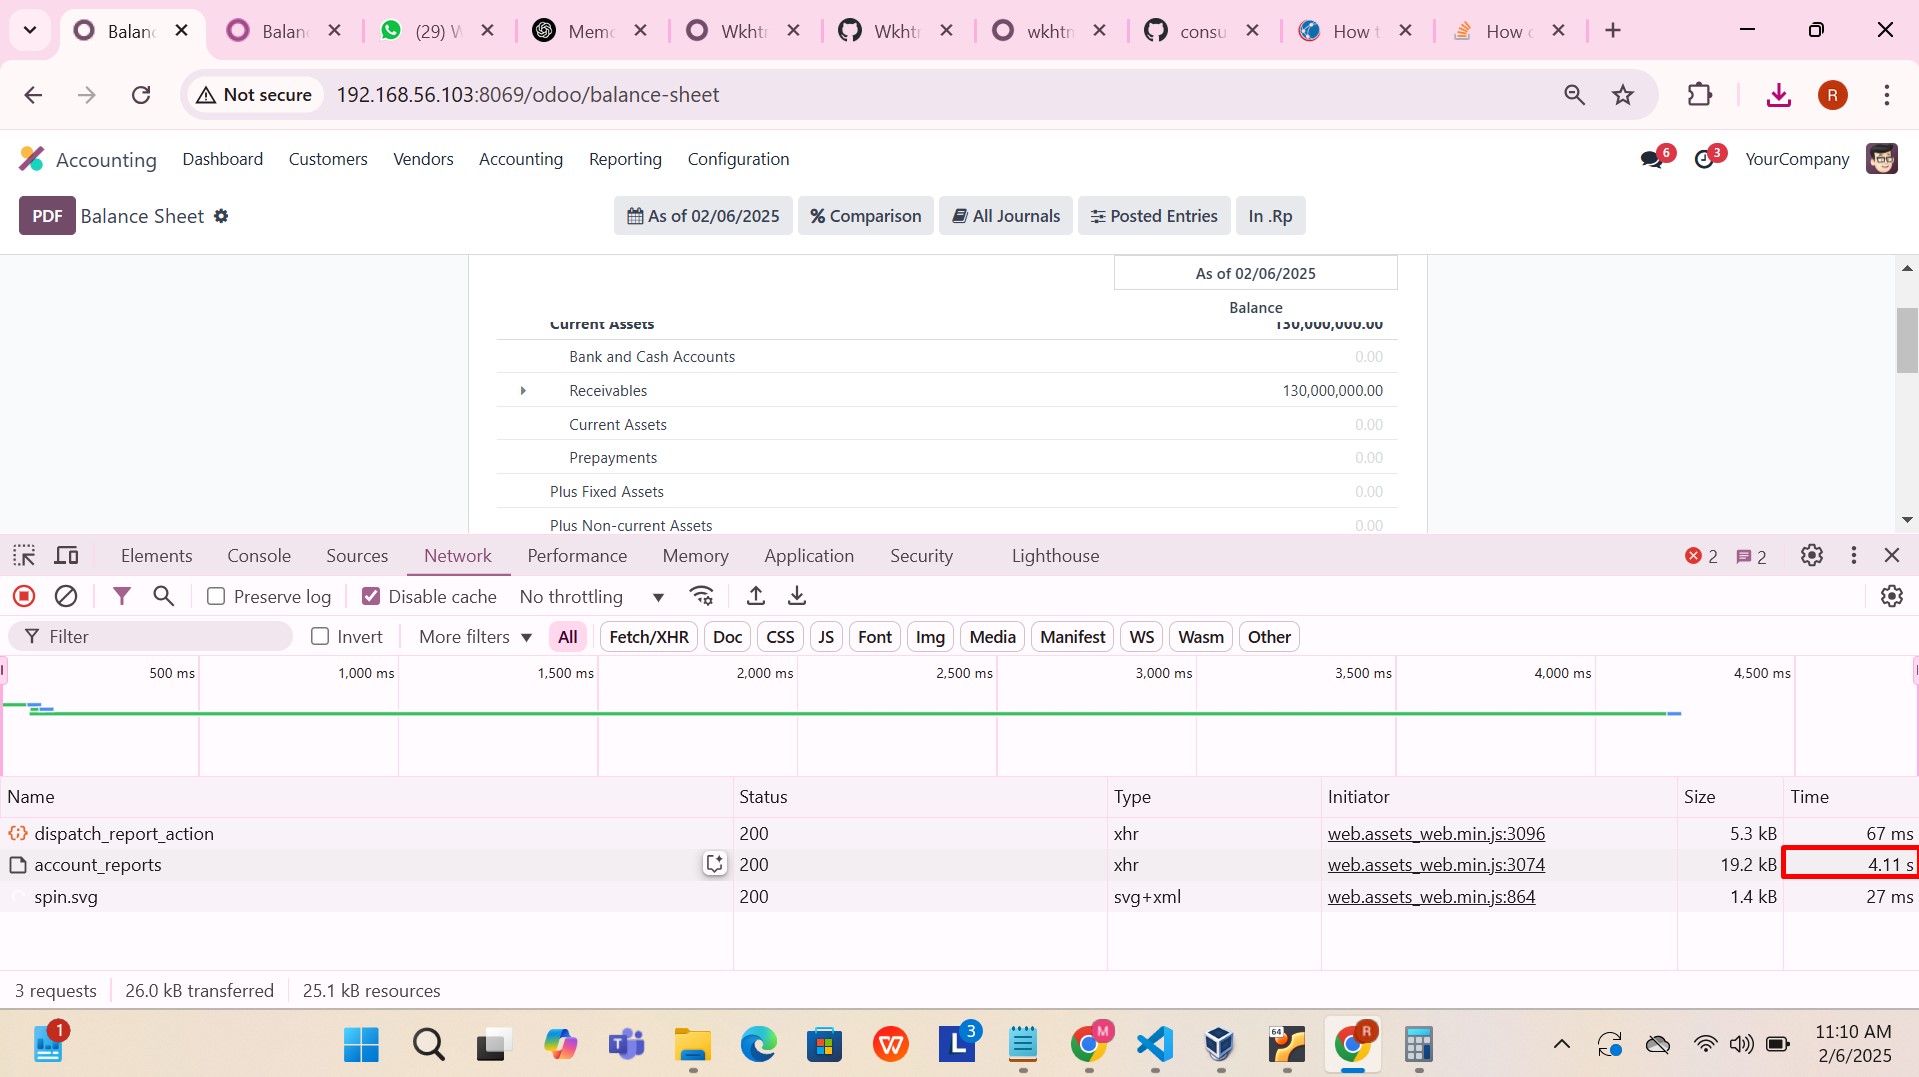 Balanc
Balanc
(29) W
Memo
Wkhtm
Wkhtm
wkhtm
consu
How t
How c
Not secure
192.168.56.103:8069/odoo/balance-sheet
R
Accounting
Dashboard
Customers
Vendors
Accounting
Reporting
Configuration
6
3
YourCompany
PDF
Balance Sheet
As of 02/06/2025
% Comparison
All Journals
Posted Entries
In .Rp
As of 02/06/2025
Balance
Current Assets 130,000,000.00
Bank and Cash Accounts 0.00
Receivables 130,000,000.00
Current Assets 0.00
Prepayments 0.00
Plus Fixed Assets 0.00
Plus Non-current Assets 0.00
Elements Console Sources Network Performance Memory Application Security Lighthouse
2
2
Preserve log
Disable cache
No throttling
Filter
Invert
More filters
All Fetch/XHR Doc CSS JS Font Img Media Manifest WS Wasm Other
500 ms 1,000 ms 1,500 ms 2,000 ms 2,500 ms 3,000 ms 3,500 ms 4,000 ms 4,500 ms
Name Status Type Initiator Size Time
dispatch_report_action 200 xhr web.assets_web.min.js:3096 5.3 kB 67 ms
account_reports 200 xhr web.assets_web.min.js:3074 19.2 kB 4.11 s
spin.svg 200 svg+xml web.assets_web.min.js:864 1.4 kB 27 ms
3 requests 26.0 kB transferred 25.1 kB resources
1
T
W
L
3
M
64
R
11:10 AM
2/6/2025